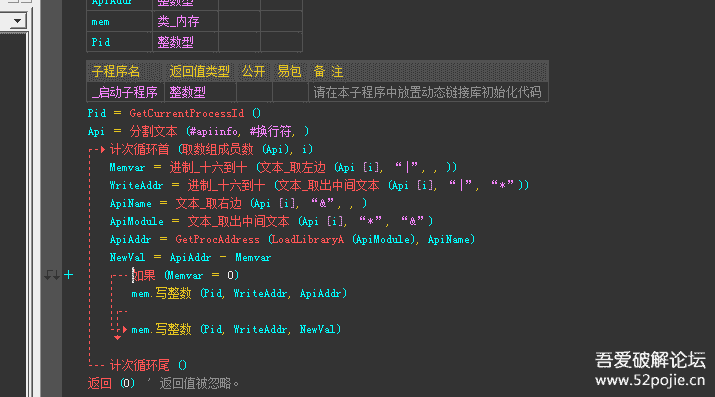 ApiAddr 整数型
mem 类_内存
Pid 整数型
子程序名 返回值类型 公开 易包 备 注
_启动子程序 整数型 请在本子程序中放置动态链接库初始化代码
Pid = GetCurrentProcessId ()
Api = 分割文本 (#apiinfo, #换行符, )
计次循环首 (取数组成员数 (Api), i)
Memvar = 进制_十六到十 (文本_取左边 (Api [i], “|”, , ))
WriteAddr = 进制_十六到十 (文本_取出中间文本 (Api [i], “|”, “*”))
ApiName = 文本_取右边 (Api [i], “&”, , )
ApiModule = 文本_取出中间文本 (Api [i], “*”, “&”)
ApiAddr = GetProcAddress (LoadLibraryA (ApiModule), ApiName)
NewVal = ApiAddr - Memvar
如果 (Memvar = 0)
mem.写整数 (Pid, WriteAddr, ApiAddr)
mem.写整数 (Pid, WriteAddr, NewVal)
计次循环尾 ()
返回 (0) ' 返回值被忽略。
吾爱破解论坛
www.52pojie.cn